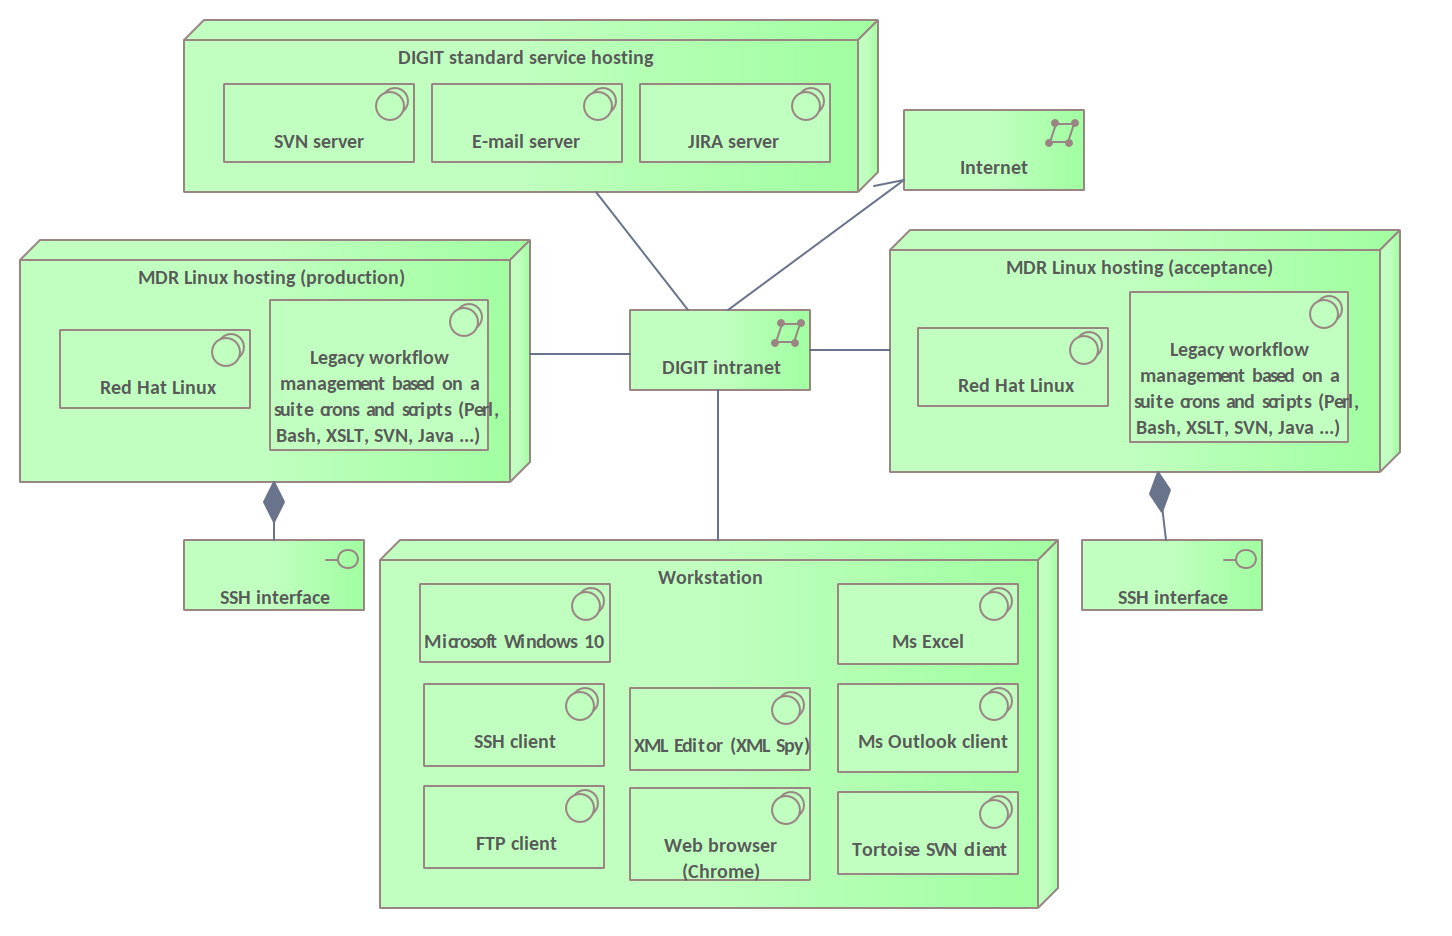 DIGIT standard service hosting
SVN server
E-mail server
JIRA server
Internet
MDR Linux hosting (production)
Red Hat Linux
Legacy workflow
management based on a
suite crons and scripts (Perl,
Bash, XSLT, SVN, Java ...)
DIGIT intranet
MDR Linux hosting (acceptance)
Red Hat Linux
Legacy workflow
management based on a
suite crons and scripts (Perl,
Bash, XSLT, SVN, Java ...)
SSH interface
SSH interface
Workstation
Microsoft Windows 10
Ms Excel
SSH client
XML Editor (XML Spy)
Ms Outlook client
FTP client
Web browser
(Chrome)
Tortoise SVN client